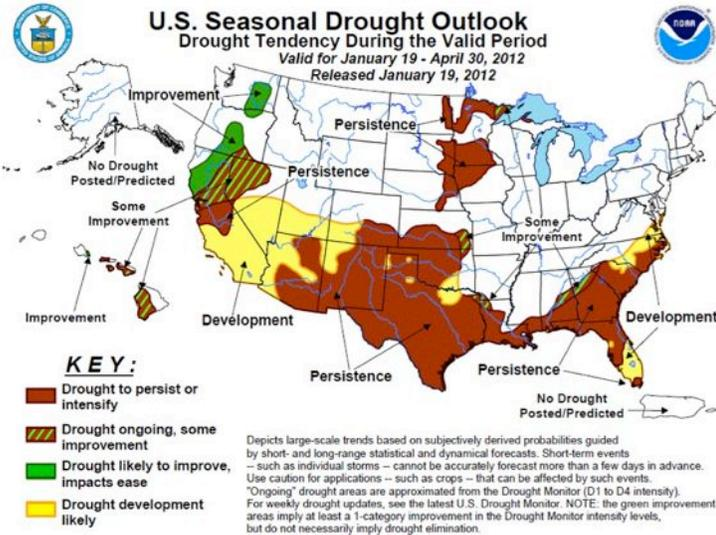 U.S. Seasonal Drought Outlook
Drought Tendency During the Valid Period
Valid for January 19 - April 30, 2012
Released January 19, 2012
NOAA
Improvement
Persistence
No Drought
Posted/Predicted
Persistence
Some
Improvement
Some
Improvement
Improvement
Development
Development
Persistence
Persistence
No Drought
Posted/Predicted
KEY:
Drought to persist or
intensify
Drought ongoing, some
improvement
Drought likely to improve,
impacts ease
Drought development
likely
Depicts large-scale trends based on subjectively derived probabilities guided
by short- and long-range statistical and dynamical forecasts. Short-term events
-- such as individual storms -- cannot be accurately forecast more than a few days in advance.
Use caution for applications -- such as crops -- that can be affected by such events.
"Ongoing" drought areas are approximated from the Drought Monitor (D1 to D4 intensity).
For weekly drought updates, see the latest U.S. Drought Monitor. NOTE: the green improvement
areas imply at least a 1-category improvement in the Drought Monitor intensity levels,
but do not necessarily imply drought elimination.